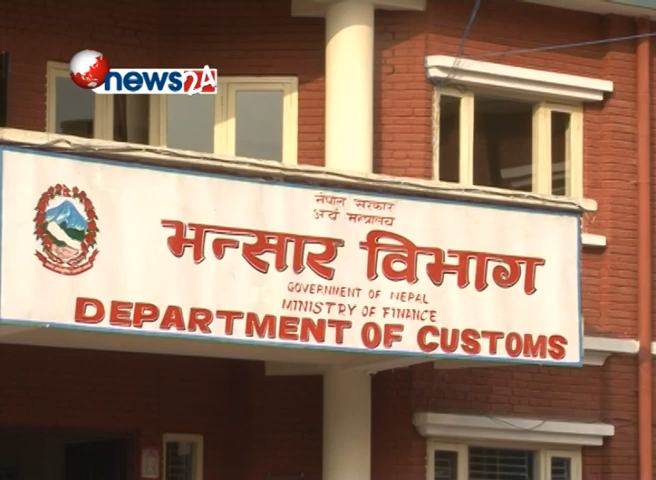 news24
नेपाल सरकार
अर्थ मन्त्रालय
भन्सार विभाग
GOVERNMENT OF NEPAL
MINISTRY OF FINANCE
DEPARTMENT OF CUSTOMS